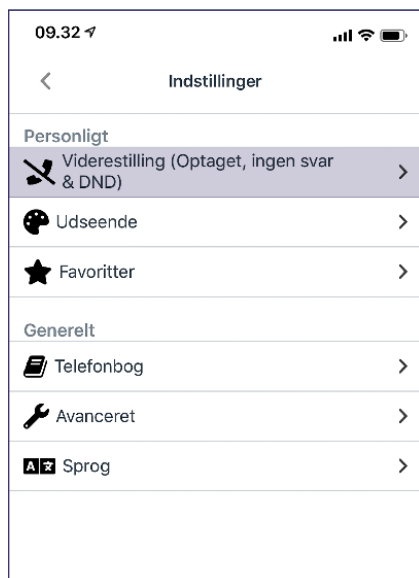 09.32
Indstillinger
Personligt
Viderestilling (Optaget, ingen svar
& DND)
Udseende
Favoritter
Generelt
Telefonbog
Avanceret
Sprog